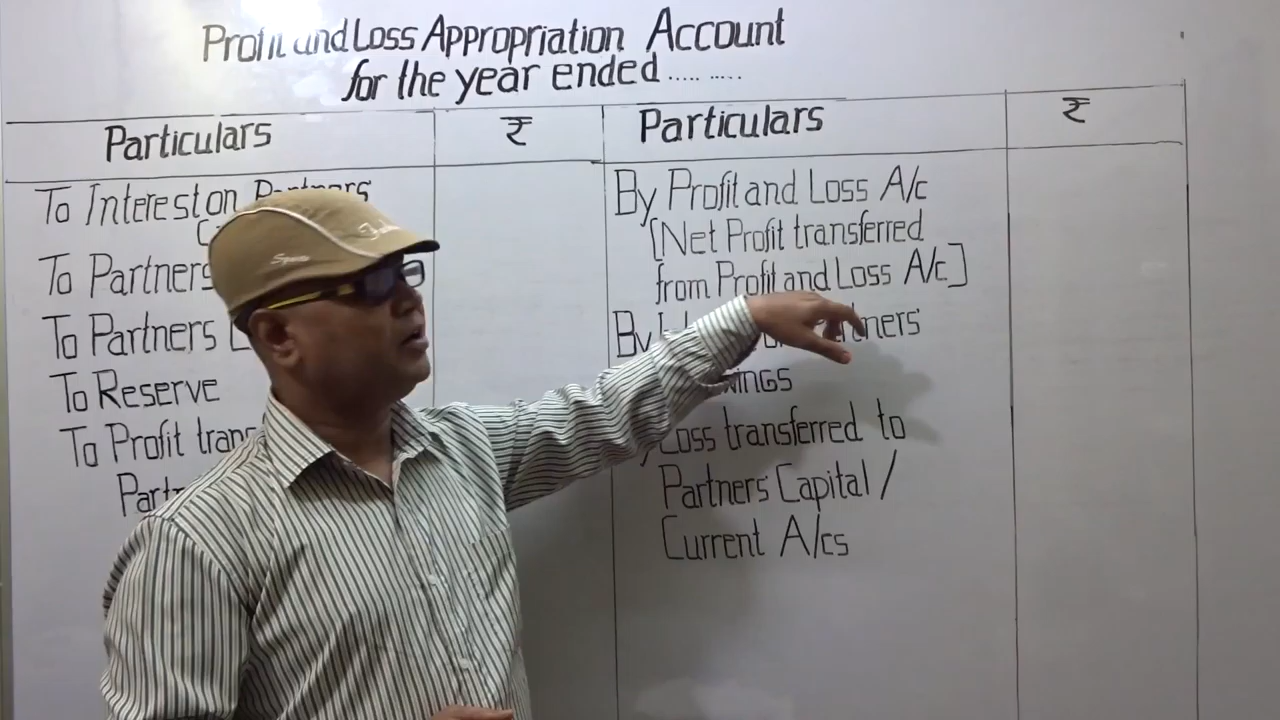 Profit and Loss Appropriation Account
for the year ended ..... .....
Particulars ₹ Particulars ₹
To Interest on Partners
To Partners
To Partners
To Reserve
To Profit
By Profit and Loss A/c
[Net Profit transferred
from Profit and Loss A/c]
By Partners
Loss transferred to
Partners' Capital /
Current A/cs